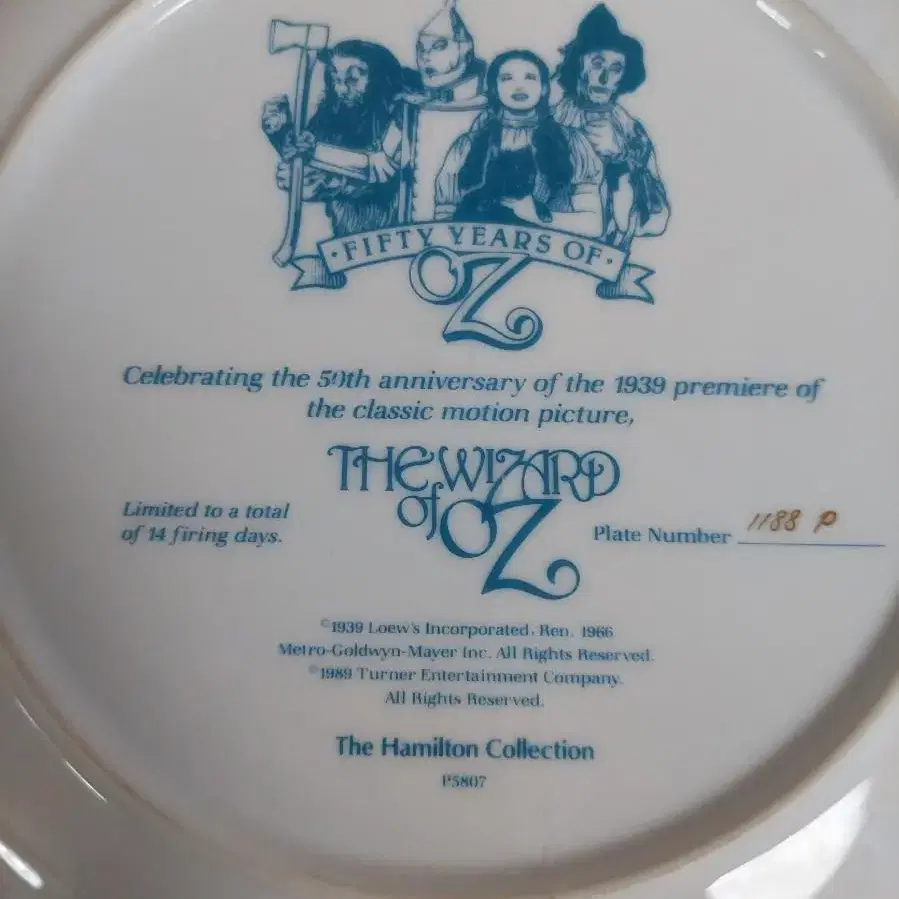 ·FIFTY YEARS OF·
OZ
Celebrating the 50th anniversary of the 1939 premiere of
the classic motion picture,
THE WIZARD
of OZ
Limited to a total
of 14 firing days.
Plate Number 1188 P
©1939 Loew's Incorporated. Ren. 1966
Metro-Goldwyn-Mayer Inc. All Rights Reserved.
©1989 Turner Entertainment Company.
All Rights Reserved.
The Hamilton Collection
P5807